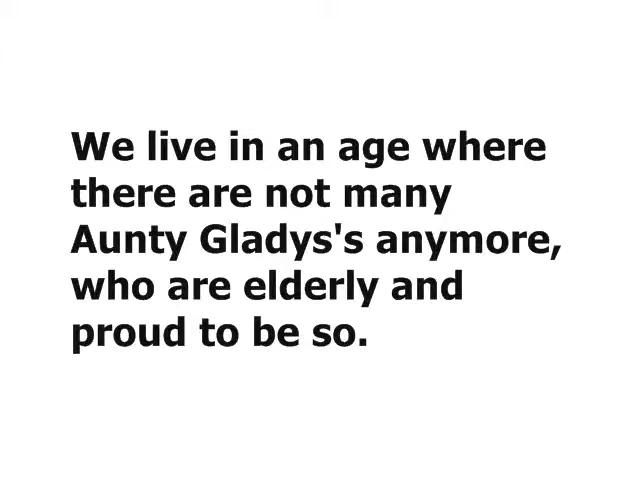 We live in an age where
there are not many
Aunty Gladys's anymore,
who are elderly and
proud to be so.